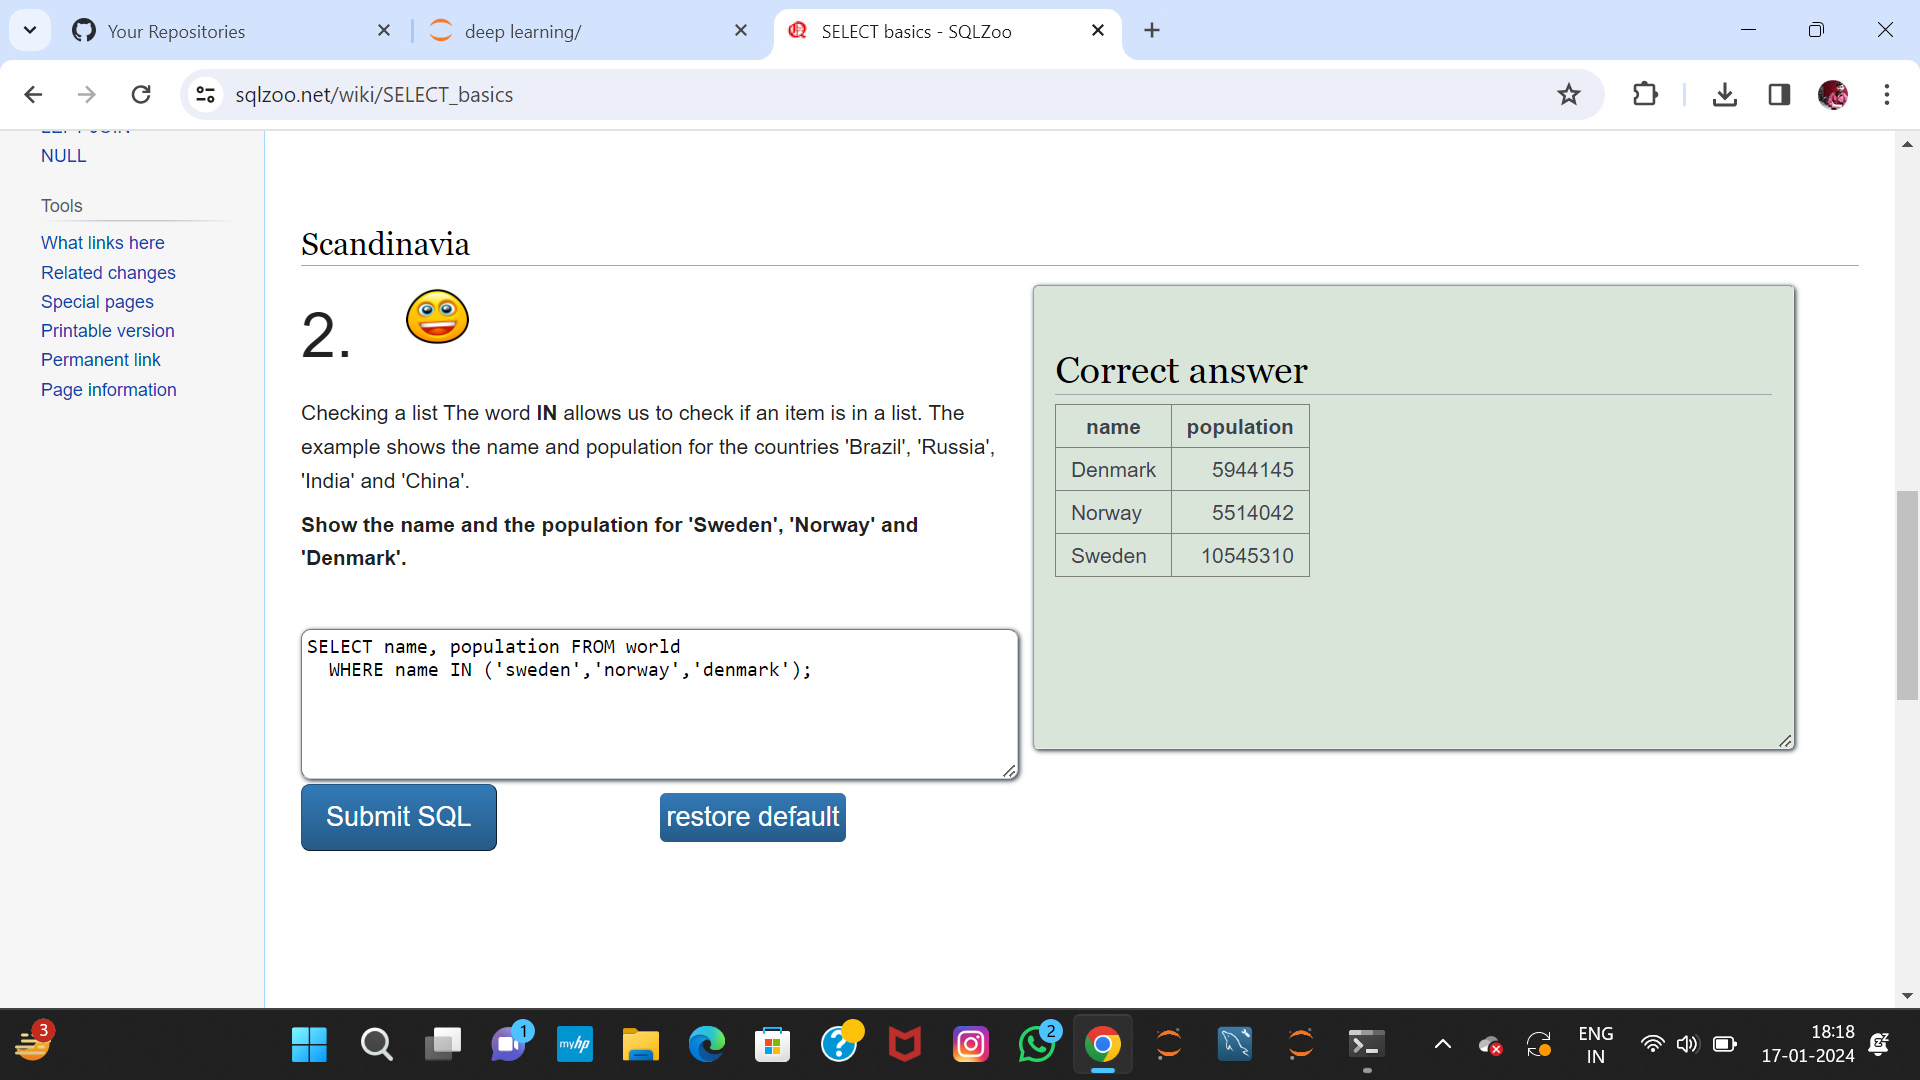 Your Repositories
deep learning/
SELECT basics - SQLZoo
sqlzoo.net/wiki/SELECT_basics
LEFT JOIN
NULL
Tools
What links here
Related changes
Special pages
Printable version
Permanent link
Page information
Scandinavia
2.
Checking a list The word IN allows us to check if an item is in a list. The
example shows the name and population for the countries 'Brazil', 'Russia',
'India' and 'China'.
Show the name and the population for 'Sweden', 'Norway' and
'Denmark'.
SELECT name, population FROM world
WHERE name IN ('sweden','norway','denmark');
Submit SQL
restore default
Correct answer
name population
Denmark 5944145
Norway 5514042
Sweden 10545310
3
1
myhp
2
ENG
IN
18:18
17-01-2024